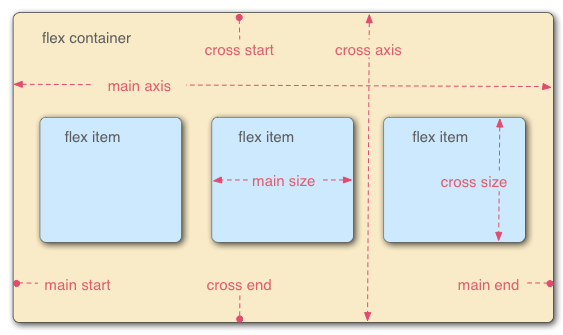 flex container
cross start
cross axis
main axis
flex item
flex item
flex item
main size
cross size
main start
cross end
main end